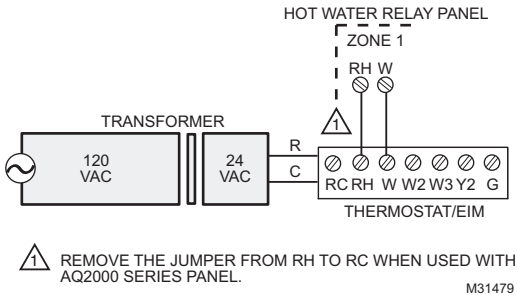 HOT WATER RELAY PANEL
ZONE 1
RH W
TRANSFORMER
1
120
VAC
24
VAC
R
C
RC RH W W2 W3 Y2 G
THERMOSTAT/EIM
1 REMOVE THE JUMPER FROM RH TO RC WHEN USED WITH
AQ2000 SERIES PANEL.
M31479